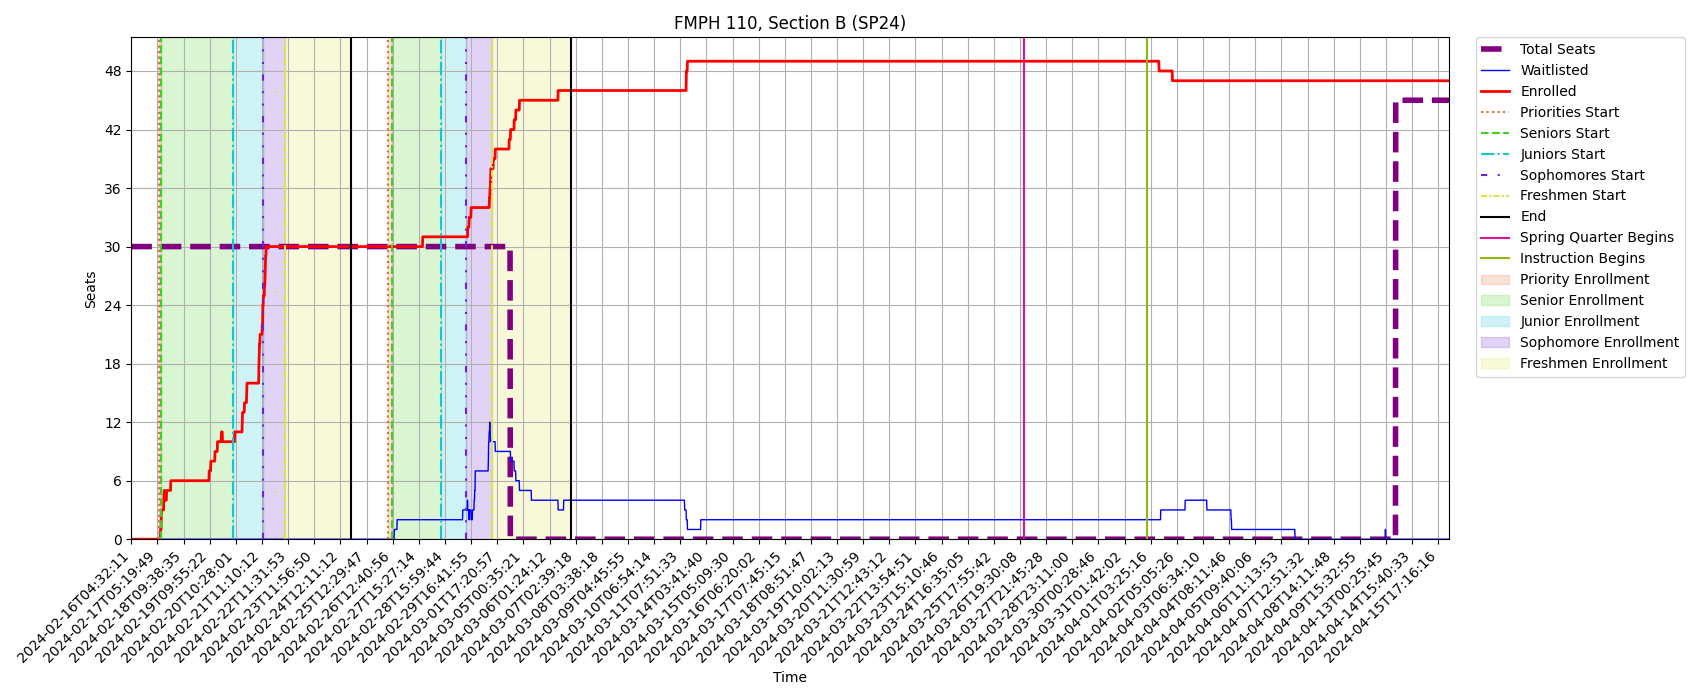 FMPH 110, Section B (SP24)
Seats
48
42
36
30
24
18
12
6
0
2024-02-16T04:32:11
2024-02-17T05:19:49
2024-02-18T09:38:35
2024-02-19T09:55:22
2024-02-20T10:28:01
2024-02-21T11:10:12
2024-02-22T11:31:53
2024-02-23T11:56:50
2024-02-24T12:11:12
2024-02-25T12:29:47
2024-02-26T12:40:56
2024-02-27T15:27:14
2024-02-28T15:59:44
2024-02-29T16:41:55
2024-03-01T17:20:57
2024-03-05T00:35:21
2024-03-06T01:24:12
2024-03-07T02:39:18
2024-03-08T03:38:18
2024-03-09T04:45:55
2024-03-10T06:54:14
2024-03-11T07:51:33
2024-03-14T03:41:40
2024-03-15T05:09:30
2024-03-16T06:20:02
2024-03-17T07:45:15
2024-03-18T08:51:47
2024-03-19T11:02:13
2024-03-20T11:30:59
2024-03-21T12:43:12
2024-03-22T13:54:51
2024-03-23T15:10:46
2024-03-24T16:35:05
2024-03-25T17:55:42
2024-03-26T19:30:08
2024-03-27T21:45:28
2024-03-28T23:11:00
2024-03-30T00:28:46
2024-03-31T01:42:02
2024-04-01T03:25:16
2024-04-02T05:05:26
2024-04-03T06:34:10
2024-04-04T08:11:46
2024-04-05T09:40:06
2024-04-06T11:13:53
2024-04-07T12:51:32
2024-04-08T14:11:48
2024-04-09T15:32:55
2024-04-13T00:25:45
2024-04-14T15:40:33
2024-04-15T17:16:16
Time
Total Seats
Waitlisted
Enrolled
Priorities Start
Seniors Start
Juniors Start
Sophomores Start
Freshmen Start
End
Spring Quarter Begins
Instruction Begins
Priority Enrollment
Senior Enrollment
Junior Enrollment
Sophomore Enrollment
Freshmen Enrollment